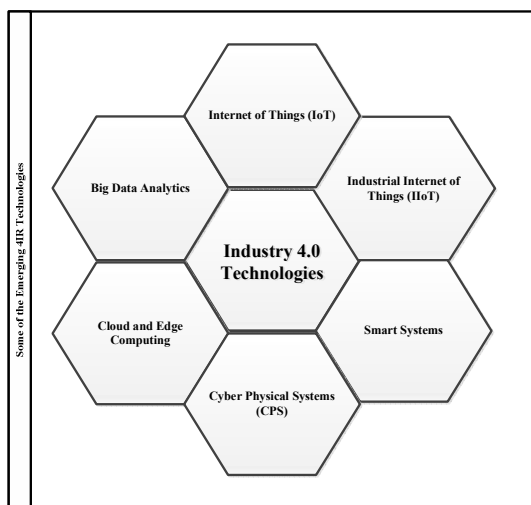 Some of the Emerging 4IR Technologies
Internet of Things (IoT)
Big Data Analytics
Industrial Internet of
Things (IIoT)
Industry 4.0
Technologies
Cloud and Edge
Computing
Smart Systems
Cyber Physical Systems
(CPS)